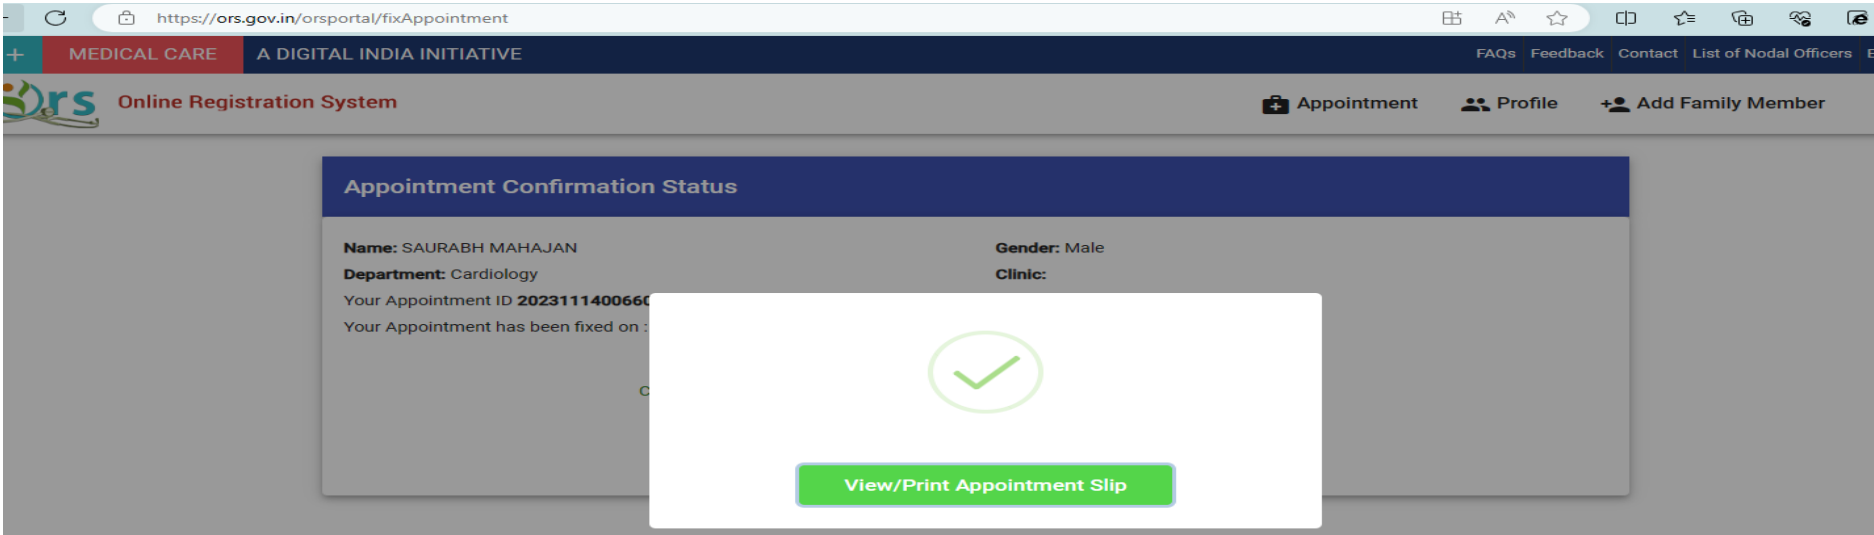 https://ors.gov.in/orsportal/fixAppointment
MEDICAL CARE A DIGITAL INDIA INITIATIVE FAQs Feedback Contact List of Nodal Officers
Ors Online Registration System Appointment Profile Add Family Member
Appointment Confirmation Status
Name: SAURABH MAHAJAN Gender: Male
Department: Cardiology Clinic:
Your Appointment ID 2023111400660
Your Appointment has been fixed on :
View/Print Appointment Slip